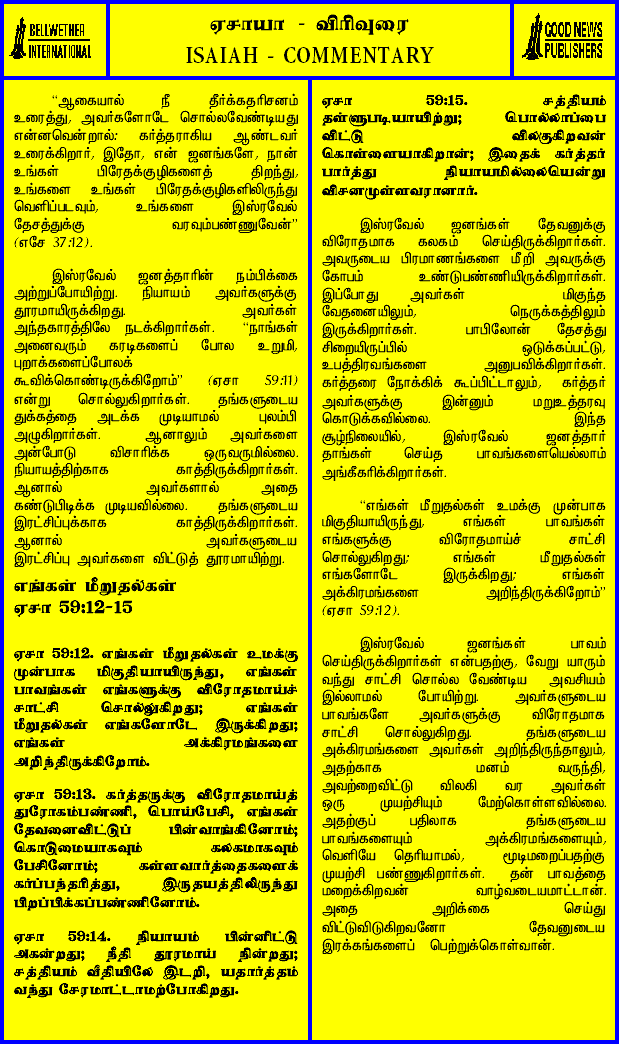 BELLWETHER
INTERNATIONAL
ஏசாயா - விரிவுரை
ISAIAH - COMMENTARY
GOOD NEWS
PUBLISHERS
“ஆகையால் நீ தீர்க்கதரிசனம்
உரைத்து, அவர்களோடே சொல்லவேண்டியது
என்னவென்றால்: கர்த்தராகிய ஆண்டவர்
உரைக்கிறார், இதோ, என் ஜனங்களே, நான்
உங்கள் பிரேதக்குழிகளைத் திறந்து,
உங்களை உங்கள் பிரேதக்குழிகளிலிருந்து
வெளிப்படவும், உங்களை இஸ்ரவேல்
தேசத்துக்கு வரவும்பண்ணுவேன்”
(எசே 37:12).
இஸ்ரவேல் ஜனத்தாரின் நம்பிக்கை
அற்றுப்போயிற்று. நியாயம் அவர்களுக்கு
தூரமாயிருக்கிறது. அவர்கள்
அந்தகாரத்திலே நடக்கிறார்கள். “நாங்கள்
அனைவரும் கரடிகளைப் போல உறுமி,
புறாக்களைப்போலக்
கூவிக்கொண்டிருக்கிறோம்” (ஏசா 59:11)
என்று சொல்லுகிறார்கள். தங்களுடைய
துக்கத்தை அடக்க முடியாமல் புலம்பி
அழுகிறார்கள். ஆனாலும் அவர்களை
அன்போடு விசாரிக்க ஒருவருமில்லை.
நியாயத்திற்காக காத்திருக்கிறார்கள்.
ஆனால் அவர்களால் அதை
கண்டுபிடிக்க முடியவில்லை. தங்களுடைய
இரட்சிப்புக்காக காத்திருக்கிறார்கள்.
ஆனால் அவர்களுடைய
இரட்சிப்பு அவர்களை விட்டுத் தூரமாயிற்று.
எங்கள் மீறுதல்கள்
ஏசா 59:12-15
ஏசா 59:12. எங்கள் மீறுதல்கள் உமக்கு
முன்பாக மிகுதியாயிருந்து, எங்கள்
பாவங்கள் எங்களுக்கு விரோதமாய்ச்
சாட்சி சொல்லுகிறது; எங்கள்
மீறுதல்கள் எங்களோடே இருக்கிறது;
எங்கள் அக்கிரமங்களை
அறிந்திருக்கிறோம்.
ஏசா 59:13. கர்த்தருக்கு விரோதமாய்த்
துரோகம்பண்ணி, பொய்பேசி, எங்கள்
தேவனைவிட்டுப் பின்வாங்கினோம்;
கொடுமையாகவும் கலகமாகவும்
பேசினோம்; கள்ளவார்த்தைகளைக்
கர்ப்பந்தரித்து, இருதயத்திலிருந்து
பிறப்பிக்கப்பண்ணினோம்.
ஏசா 59:14. நியாயம் பின்னிட்டு
அகன்றது; நீதி தூரமாய் நின்றது;
சத்தியம் வீதியிலே இடறி, யதார்த்தம்
வந்து சேரமாட்டாமற்போகிறது.
ஏசா 59:15. சத்தியம்
தள்ளுபடியாயிற்று; பொல்லாப்பை
விட்டு விலகுகிறவன்
கொள்ளையாகிறான்; இதைக் கர்த்தர்
பார்த்து நியாயமில்லையென்று
விசனமுள்ளவரானார்.
இஸ்ரவேல் ஜனங்கள் தேவனுக்கு
விரோதமாக கலகம் செய்திருக்கிறார்கள்.
அவருடைய பிரமாணங்களை மீறி அவருக்கு
கோபம் உண்டுபண்ணியிருக்கிறார்கள்.
இப்போது அவர்கள் மிகுந்த
வேதனையிலும், நெருக்கத்திலும்
இருக்கிறார்கள். பாபிலோன் தேசத்து
சிறையிருப்பில் ஒடுக்கப்பட்டு,
உபத்திரவங்களை அனுபவிக்கிறார்கள்.
கர்த்தரை நோக்கிக் கூப்பிட்டாலும், கர்த்தர்
அவர்களுக்கு இன்னும் மறுஉத்தரவு
கொடுக்கவில்லை. இந்த
சூழ்நிலையில், இஸ்ரவேல் ஜனத்தார்
தாங்கள் செய்த பாவங்களையெல்லாம்
அங்கீகரிக்கிறார்கள்.
“எங்கள் மீறுதல்கள் உமக்கு முன்பாக
மிகுதியாயிருந்து, எங்கள் பாவங்கள்
எங்களுக்கு விரோதமாய்ச் சாட்சி
சொல்லுகிறது; எங்கள் மீறுதல்கள்
எங்களோடே இருக்கிறது; எங்கள்
அக்கிரமங்களை அறிந்திருக்கிறோம்”
(ஏசா 59:12).
இஸ்ரவேல் ஜனங்கள் பாவம்
செய்திருக்கிறார்கள் என்பதற்கு, வேறு யாரும்
வந்து சாட்சி சொல்ல வேண்டிய அவசியம்
இல்லாமல் போயிற்று. அவர்களுடைய
பாவங்களே அவர்களுக்கு விரோதமாக
சாட்சி சொல்லுகிறது. தங்களுடைய
அக்கிரமங்களை அவர்கள் அறிந்திருந்தாலும்,
அதற்காக மனம் வருந்தி,
அவற்றைவிட்டு விலகி வர அவர்கள்
ஒரு முயற்சியும் மேற்கொள்ளவில்லை.
அதற்குப் பதிலாக தங்களுடைய
பாவங்களையும் அக்கிரமங்களையும்,
வெளியே தெரியாமல், மூடிமறைப்பதற்கு
முயற்சி பண்ணுகிறார்கள். தன் பாவத்தை
மறைக்கிறவன் வாழ்வடையமாட்டான்.
அதை அறிக்கை செய்து
விட்டுவிடுகிறவனோ தேவனுடைய
இரக்கங்களைப் பெற்றுக்கொள்வான்.